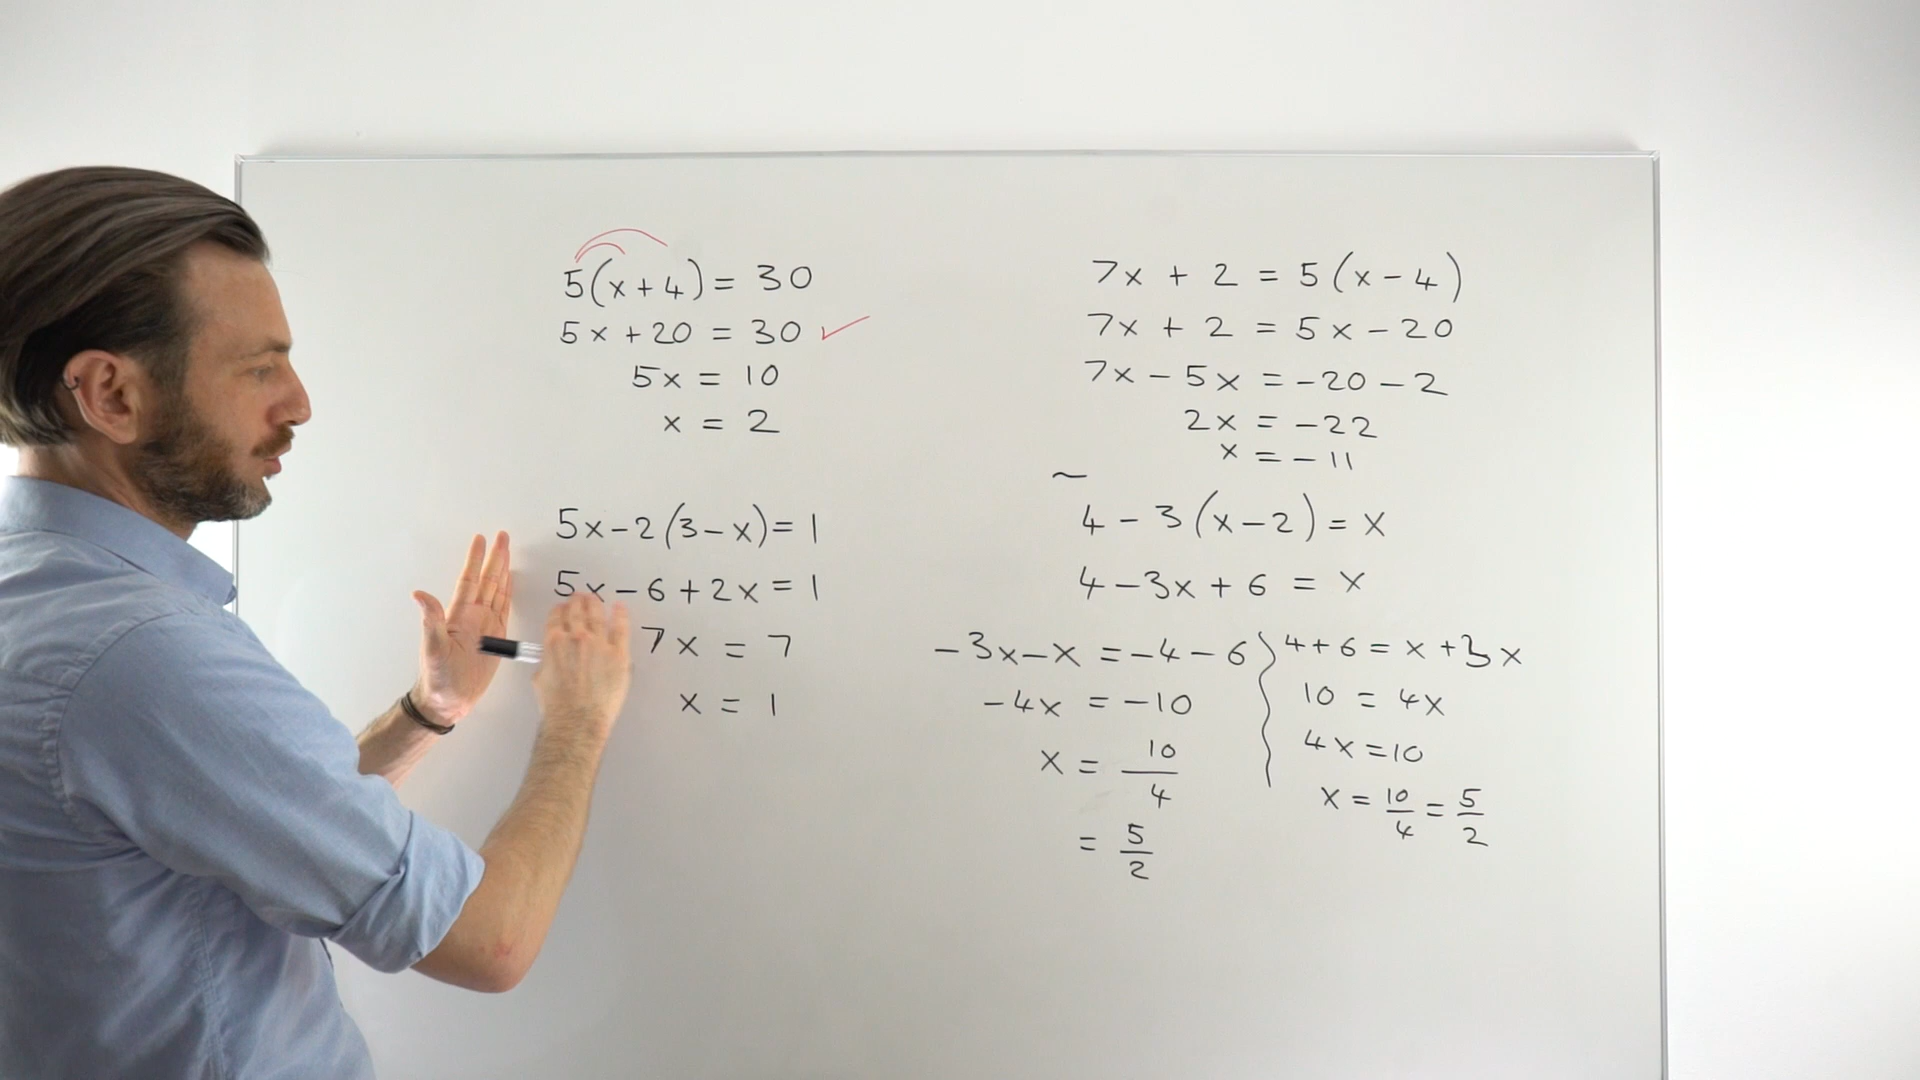 5(x+4) = 30
5x + 20 = 30 ✓
5x = 10
x = 2
5x - 2(3 - x) = 1
5x - 6 + 2x = 1
7x = 7
x = 1
7x + 2 = 5(x - 4)
7x + 2 = 5x - 20
7x - 5x = -20 - 2
2x = -22
x = -11
~
4 - 3(x - 2) = x
4 - 3x + 6 = x
-3x - x = -4 - 6
-4x = -10
x = 10/4
= 5/2
4 + 6 = x + 3x
10 = 4x
4x = 10
x = 10/4 = 5/2